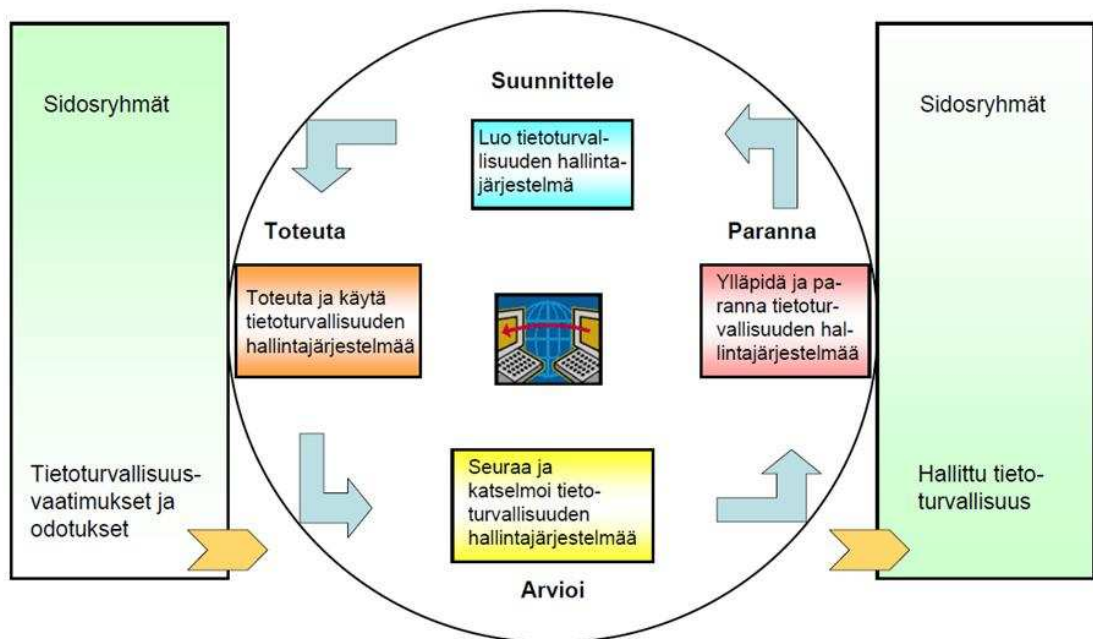 Sidosryhmät
Tietoturvallisuus-
vaatimukset ja
odotukset
Suunnittele
Luo tietoturval-
lisuuden hallinta-
järjestelmä
Toteuta
Toteuta ja käytä
tietoturvallisuuden
hallintajärjestelmää
Paranna
Ylläpidä ja pa-
ranna tietotur-
vallisuuden hal-
lintajärjestelmää
Seuraa ja
katselmoi tieto-
turvallisuuden
hallintajärjestelmää
Arvioi
Sidosryhmät
Hallittu tieto-
turvallisuus